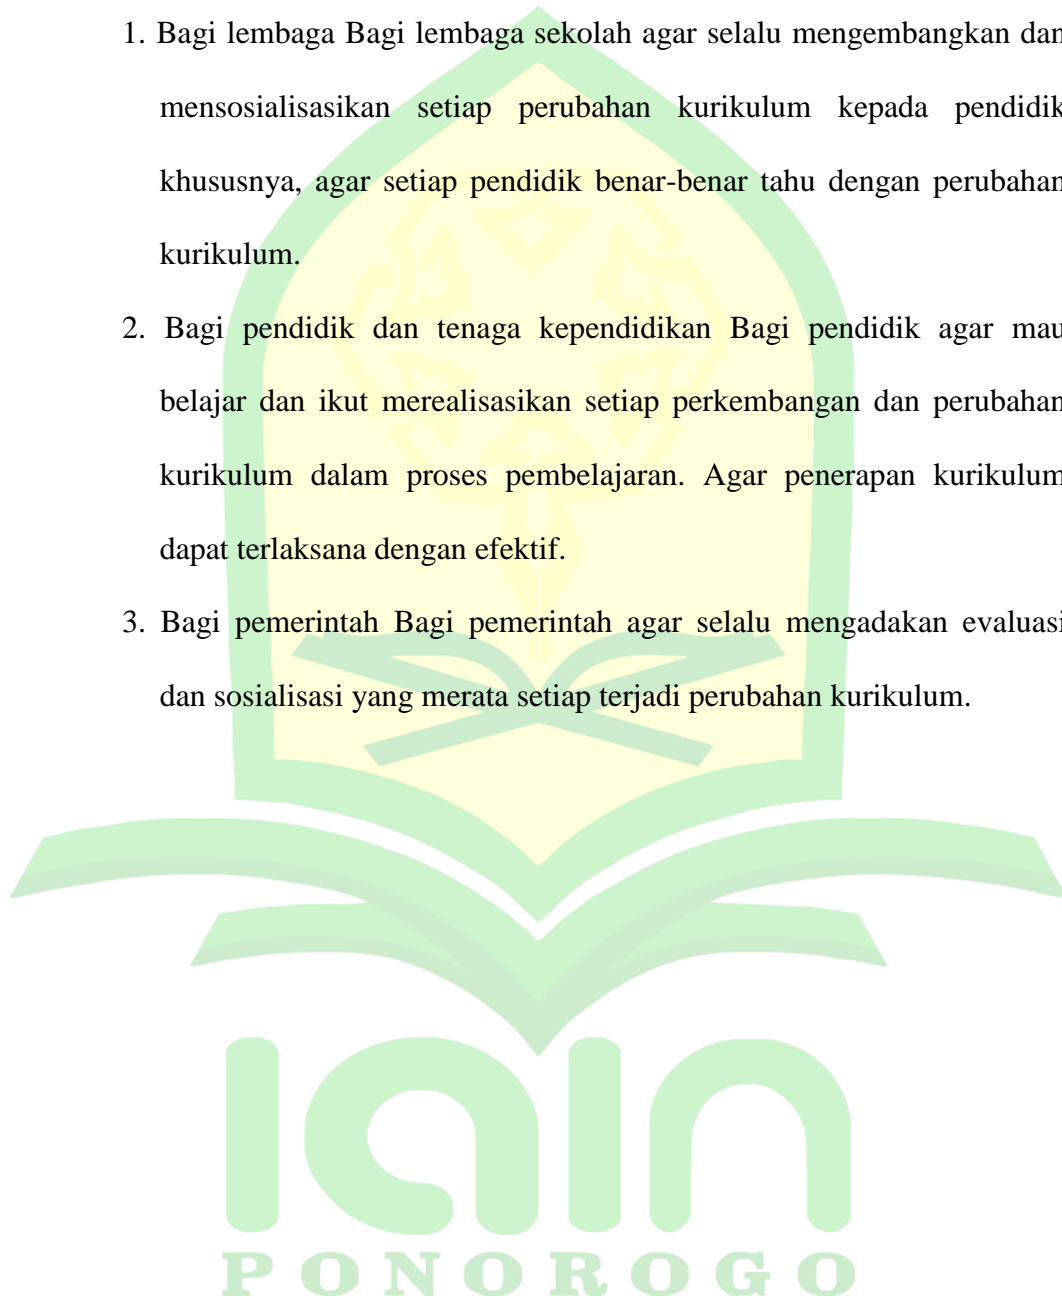 1. Bagi lembaga Bagi lembaga sekolah agar selalu mengembangkan dan
mensosialisasikan setiap perubahan kurikulum kepada pendidik
khususnya, agar setiap pendidik benar-benar tahu dengan perubahan
kurikulum.
2. Bagi pendidik dan tenaga kependidikan Bagi pendidik agar mau
belajar dan ikut merealisasikan setiap perkembangan dan perubahan
kurikulum dalam proses pembelajaran. Agar penerapan kurikulum
dapat terlaksana dengan efektif.
3. Bagi pemerintah Bagi pemerintah agar selalu mengadakan evaluasi
dan sosialisasi yang merata setiap terjadi perubahan kurikulum.
iain
PONOROGO